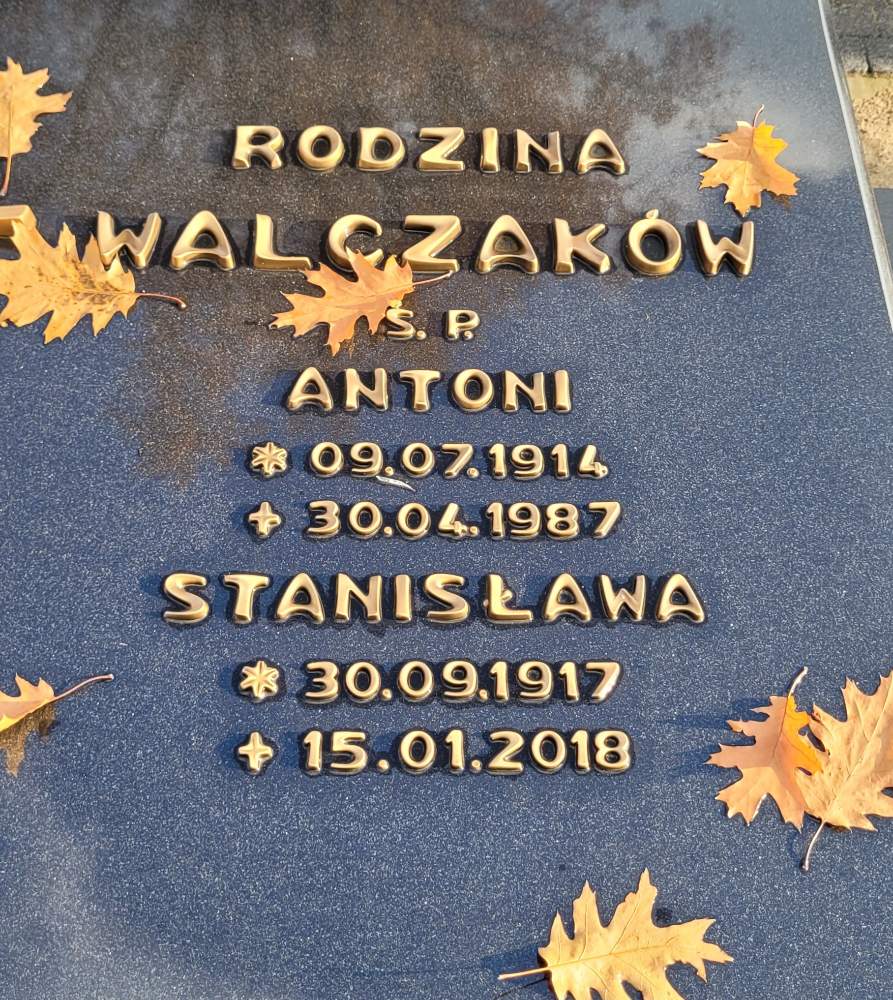 RODZINA
WALCZAKÓW
Ś. P.
ANTONI
* 09.07.1914
+ 30.04.1987
STANISŁAWA
* 30.09.1917
+ 15.01.2018